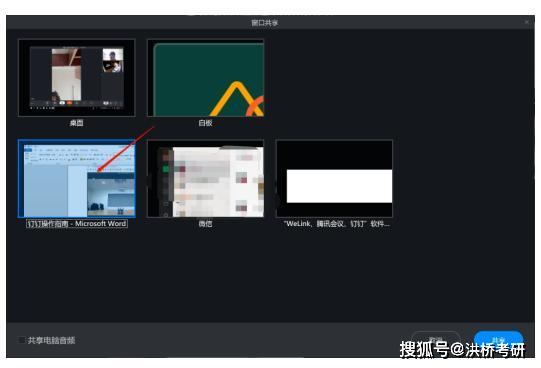 窗口共享
桌面
白板
钉钉操作指南 - Microsoft Word
微信
"WeLink、腾讯会议、钉钉"软件...
共享电脑音频
取消
共享
搜狐号@洪桥考研